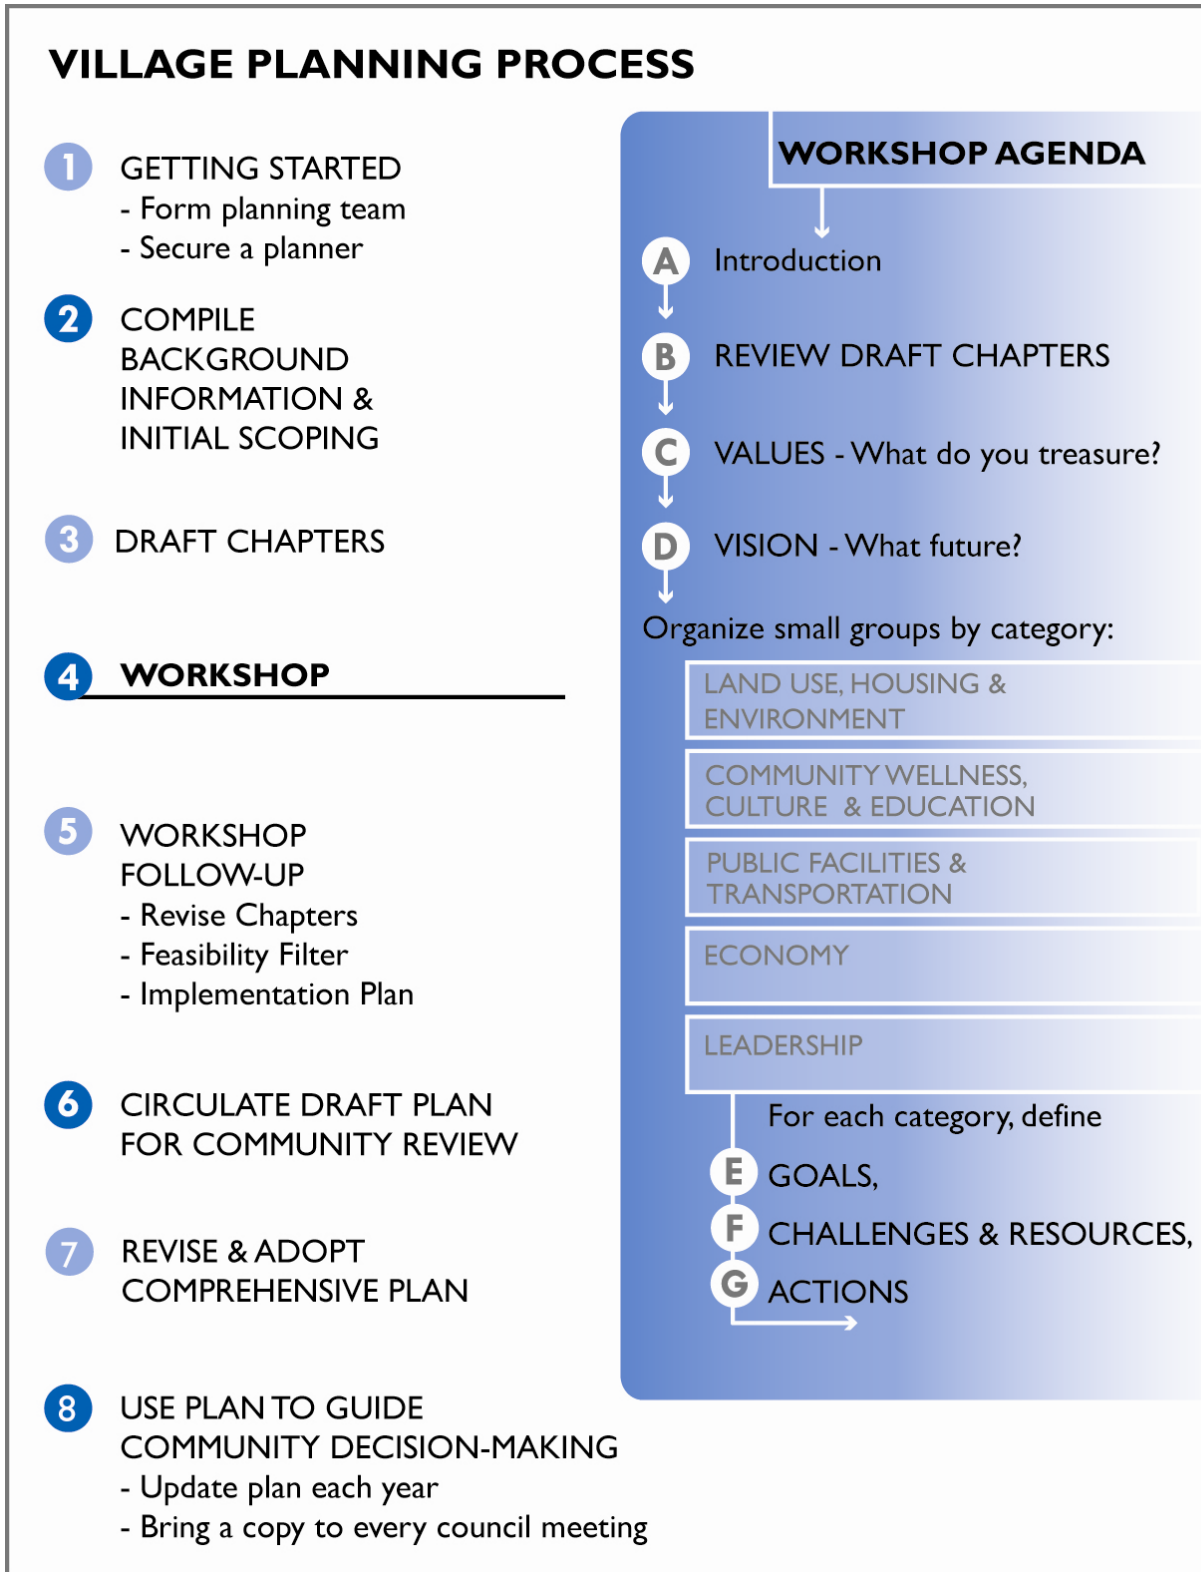 VILLAGE PLANNING PROCESS
1 GETTING STARTED
- Form planning team
- Secure a planner
2 COMPILE
BACKGROUND
INFORMATION &
INITIAL SCOPING
3 DRAFT CHAPTERS
4 WORKSHOP
5 WORKSHOP
FOLLOW-UP
- Revise Chapters
- Feasibility Filter
- Implementation Plan
6 CIRCULATE DRAFT PLAN
FOR COMMUNITY REVIEW
7 REVISE & ADOPT
COMPREHENSIVE PLAN
8 USE PLAN TO GUIDE
COMMUNITY DECISION-MAKING
- Update plan each year
- Bring a copy to every council meeting
WORKSHOP AGENDA
A Introduction
B REVIEW DRAFT CHAPTERS
C VALUES - What do you treasure?
D VISION - What future?
Organize small groups by category:
LAND USE, HOUSING &
ENVIRONMENT
COMMUNITY WELLNESS,
CULTURE & EDUCATION
PUBLIC FACILITIES &
TRANSPORTATION
ECONOMY
LEADERSHIP
For each category, define
E GOALS,
F CHALLENGES & RESOURCES,
G ACTIONS